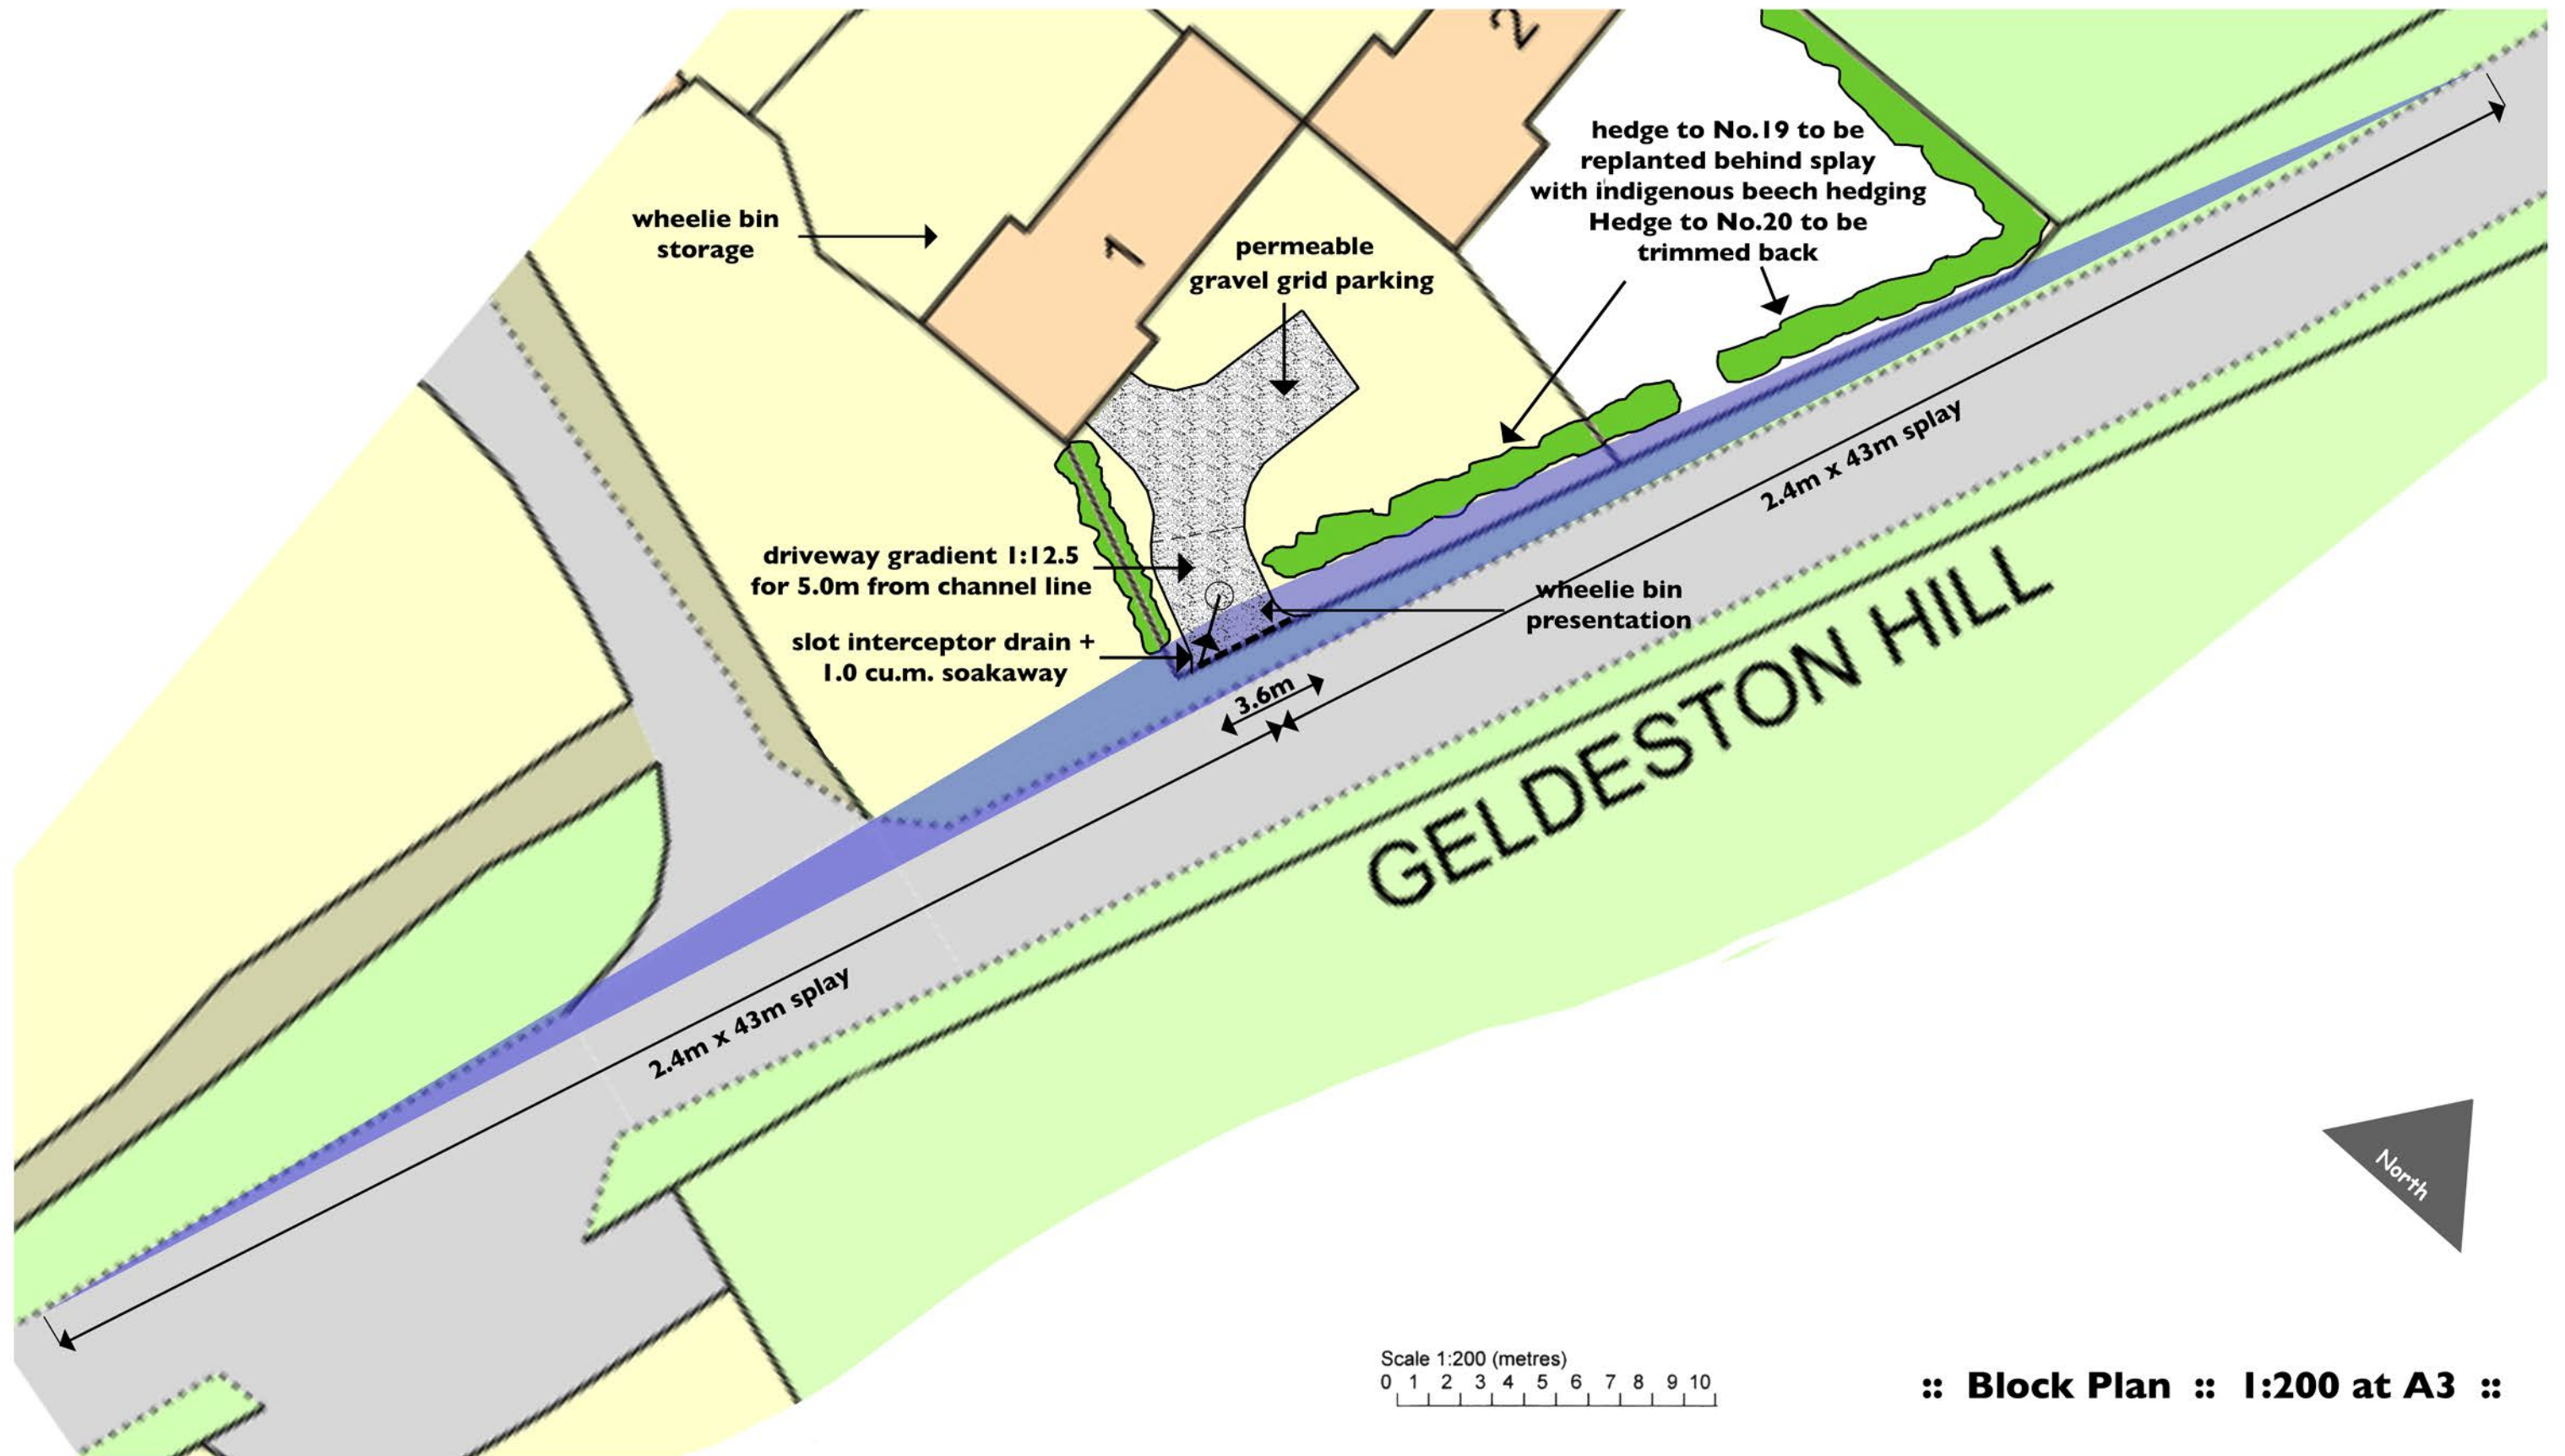 2
hedge to No.19 to be
replanted behind splay
with indigenous beech hedging
Hedge to No.20 to be
trimmed back
wheelie bin
storage
1
permeable
gravel grid parking
2.4m x 43m splay
driveway gradient 1:12.5
for 5.0m from channel line
wheelie bin
presentation
slot interceptor drain +
1.0 cu.m. soakaway
3.6m
GELDESTON HILL
2.4m x 43m splay
North
Scale 1:200 (metres)
0 1 2 3 4 5 6 7 8 9 10
:: Block Plan :: 1:200 at A3 ::